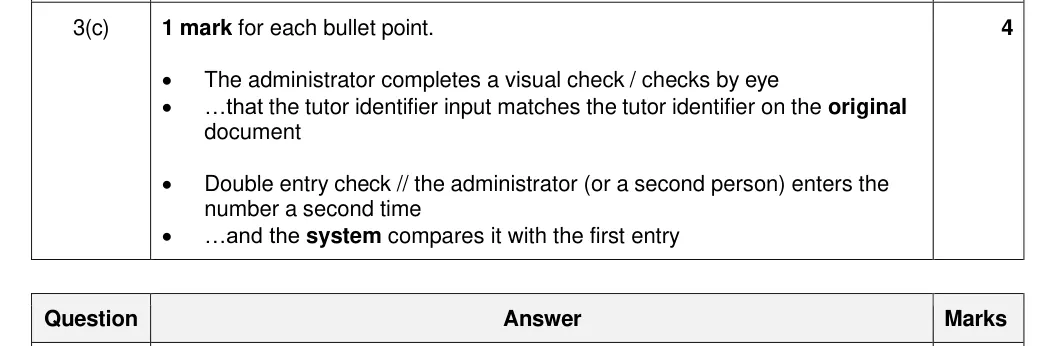 3(c) 1 mark for each bullet point. 4
• The administrator completes a visual check / checks by eye
• …that the tutor identifier input matches the tutor identifier on the original
document
• Double entry check // the administrator (or a second person) enters the
number a second time
• …and the system compares it with the first entry
Question Answer Marks